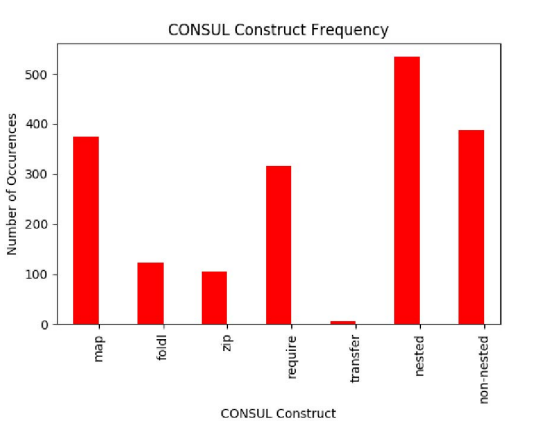 CONSUL Construct Frequency
Number of Occurences
500
400
300
200
100
0
map
foldl
zip
require
transfer
nested
non-nested
CONSUL Construct